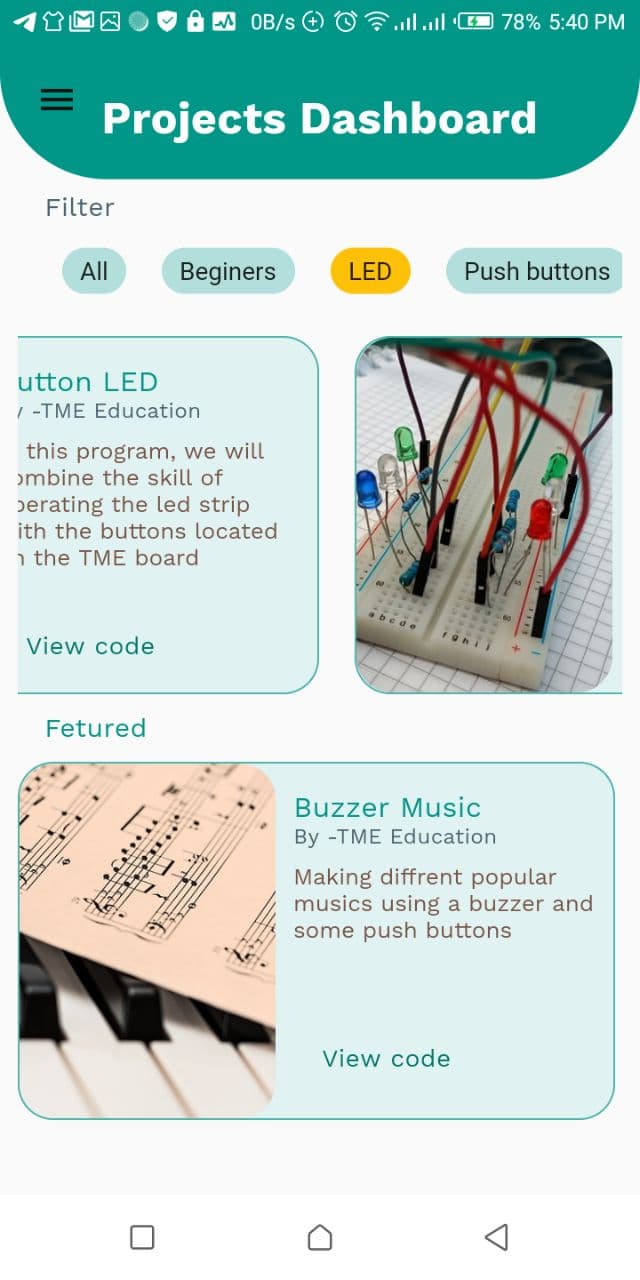 0B/s 78% 5:40 PM
Projects Dashboard
Filter
All Beginers LED Push buttons
utton LED
-TME Education
this program, we will
ombine the skill of
perating the led strip
ith the buttons located
the TME board
View code
a b c d e f g h i j
60
60
+ -
Fetured
Buzzer Music
By -TME Education
Making diffrent popular
musics using a buzzer and
some push buttons
View code